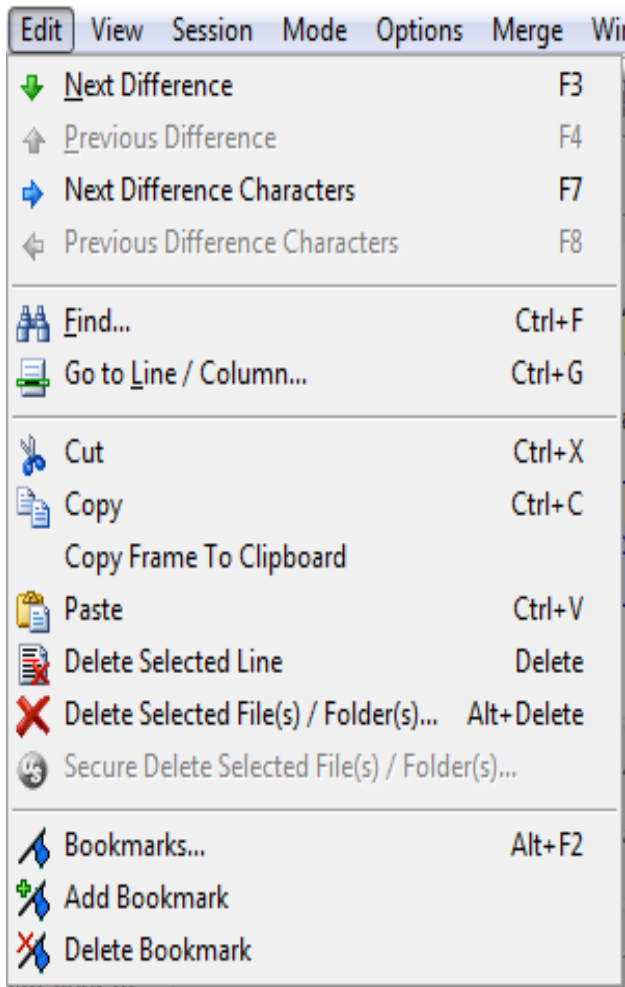 Edit View Session Mode Options Merge
Next Difference F3
Previous Difference F4
Next Difference Characters F7
Previous Difference Characters F8
Find... Ctrl+F
Go to Line / Column... Ctrl+G
Cut Ctrl+X
Copy Ctrl+C
Copy Frame To Clipboard
Paste Ctrl+V
Delete Selected Line Delete
Delete Selected File(s) / Folder(s)... Alt+Delete
Secure Delete Selected File(s) / Folder(s)...
Bookmarks... Alt+F2
Add Bookmark
Delete Bookmark